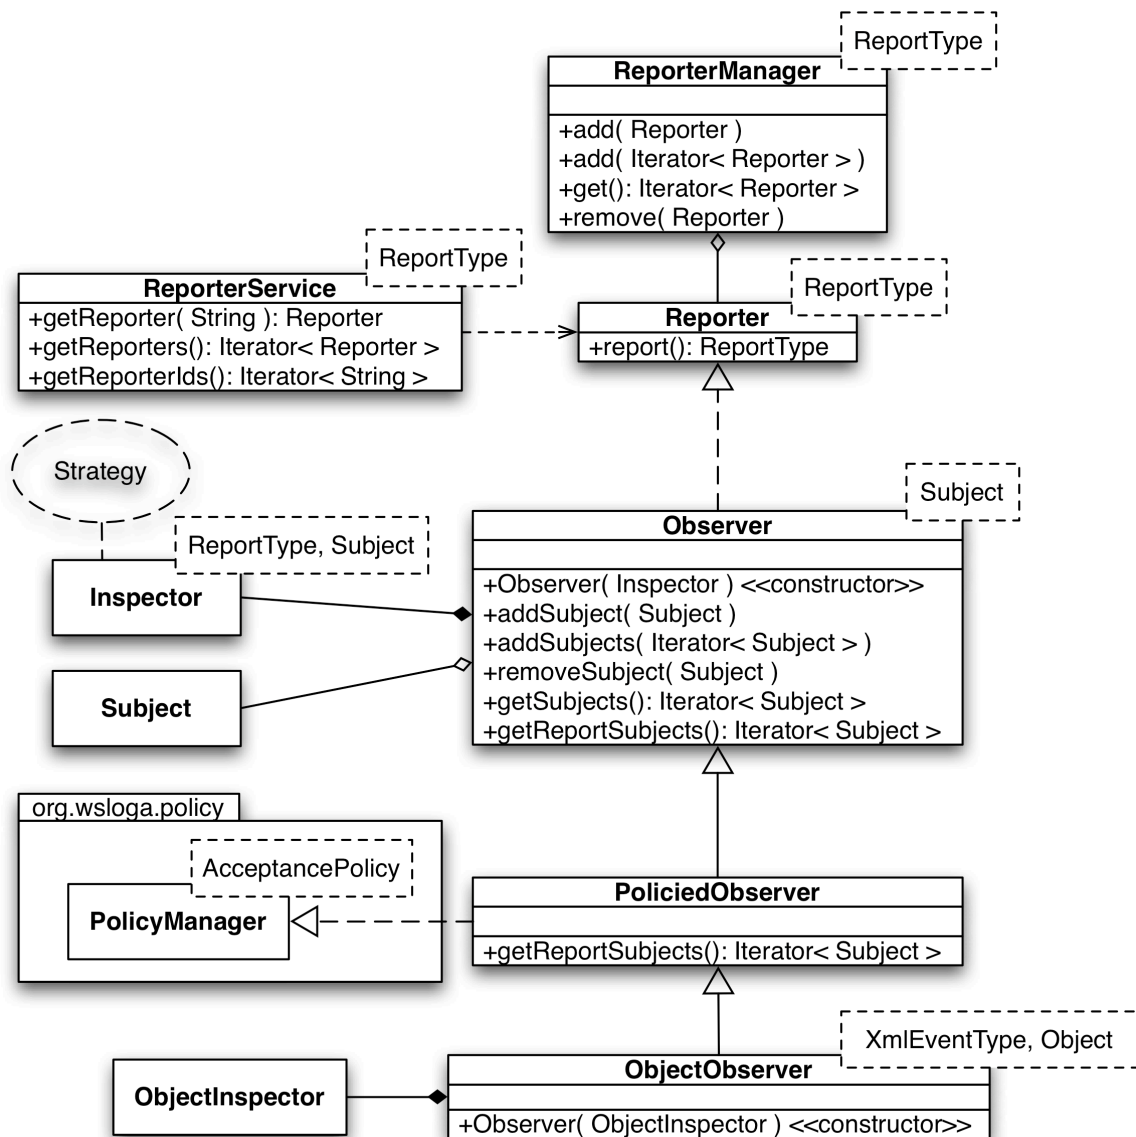 ReportType
ReporterManager
+add( Reporter )
+add( Iterator< Reporter > )
+get(): Iterator< Reporter >
+remove( Reporter )
ReportType
ReporterService
+getReporter( String ): Reporter
+getReporters(): Iterator< Reporter >
+getReporterIds(): Iterator< String >
ReportType
Reporter
+report(): ReportType
Strategy
ReportType, Subject
Inspector
Subject
Subject
Observer
+Observer( Inspector ) <<constructor>>
+addSubject( Subject )
+addSubjects( Iterator< Subject > )
+removeSubject( Subject )
+getSubjects(): Iterator< Subject >
+getReportSubjects(): Iterator< Subject >
org.wsloga.policy
AcceptancePolicy
PolicyManager
PoliciedObserver
+getReportSubjects(): Iterator< Subject >
XmlEventType, Object
ObjectInspector
ObjectObserver
+Observer( ObjectInspector ) <<constructor>>